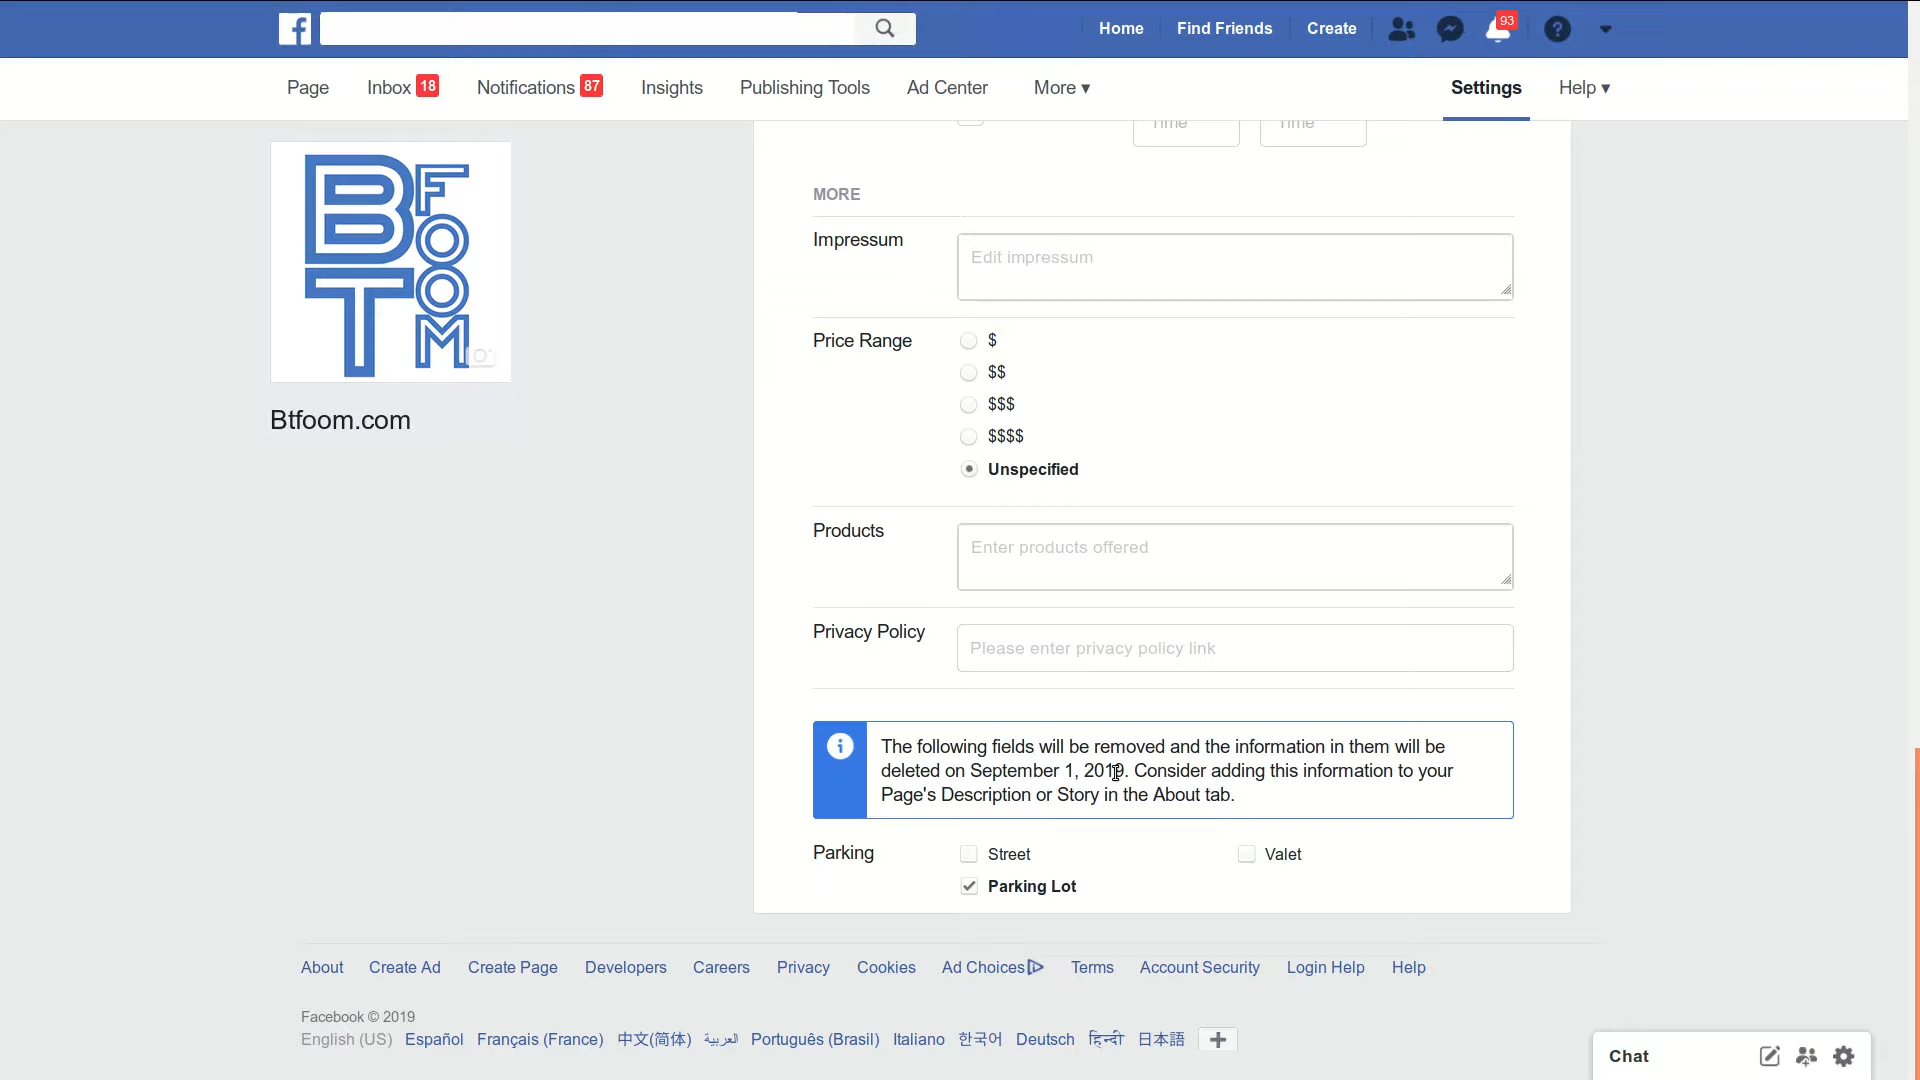 Home Find Friends Create 93
Page Inbox 18 Notifications 87 Insights Publishing Tools Ad Center More ▾ Settings Help ▾
Time Time
BTFOOM
Btfoom.com
MORE
Impressum Edit impressum
Price Range $
$$
$$$
$$$$
Unspecified
Products Enter products offered
Privacy Policy Please enter privacy policy link
The following fields will be removed and the information in them will be
deleted on September 1, 2019. Consider adding this information to your
Page's Description or Story in the About tab.
Parking Street Valet
Parking Lot
About Create Ad Create Page Developers Careers Privacy Cookies Ad Choices Terms Account Security Login Help Help
Facebook © 2019
English (US) Español Français (France) 中文(简体) العربية Português (Brasil) Italiano 한국어 Deutsch हिन्दी 日本語
Chat